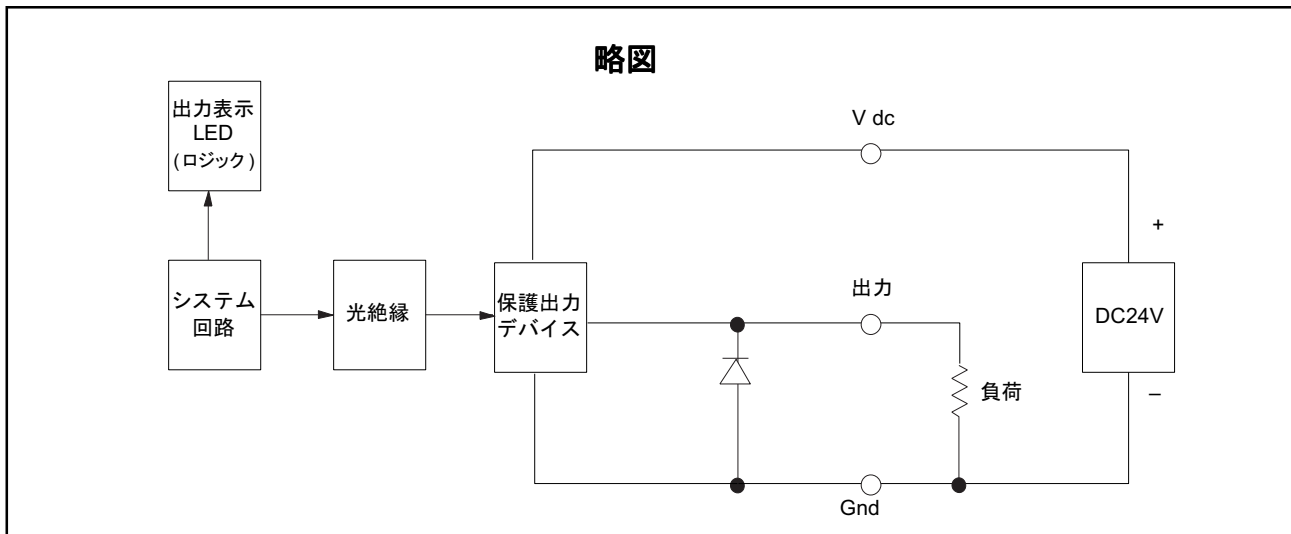 略図
出力表示
LED
(ロジック)
V dc
+
システム
回路
光絶縁
保護出力
デバイス
出力
DC24V
負荷
–
Gnd